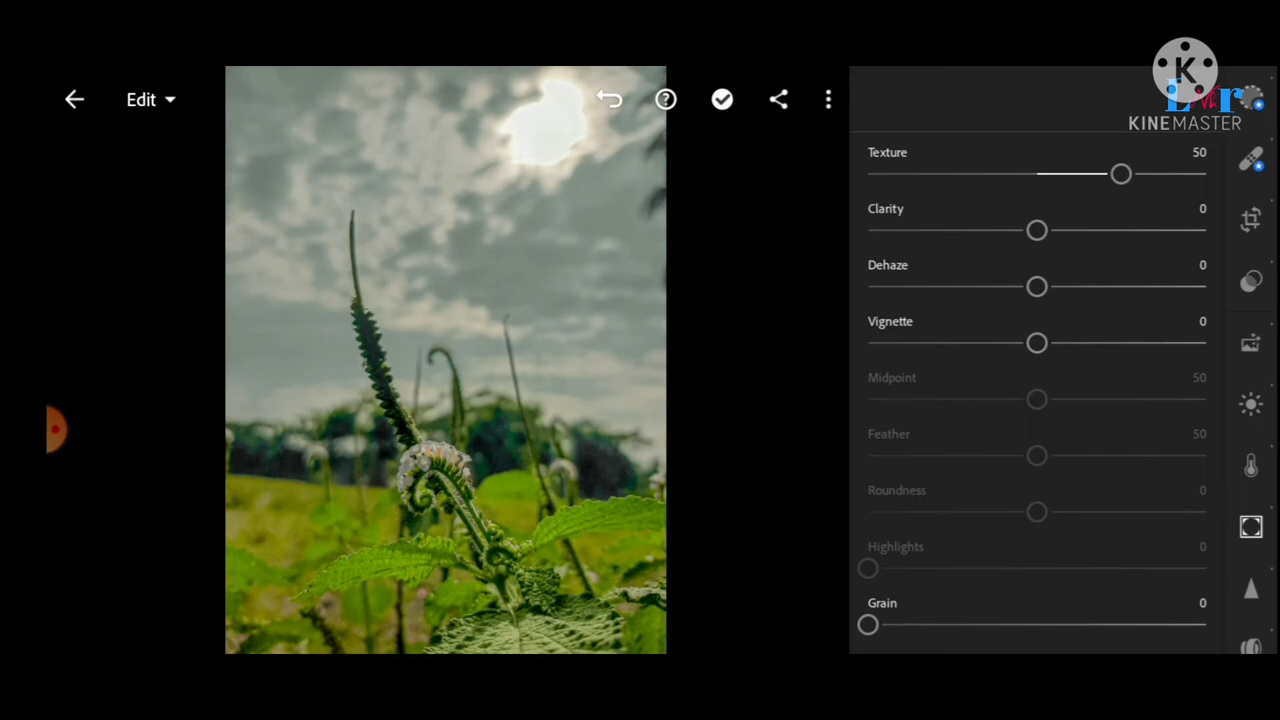 Edit
K
KINEMASTER
Texture 50
Clarity 0
Dehaze 0
Vignette 0
Midpoint 50
Feather 50
Roundness 0
Highlights 0
Grain 0